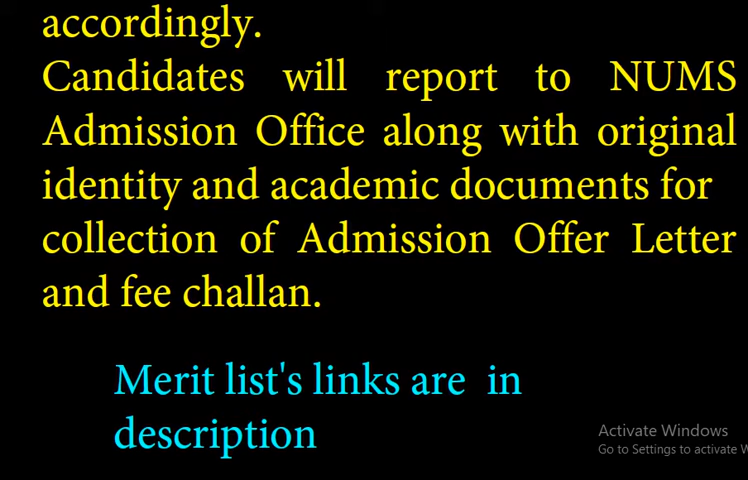 accordingly.
Candidates will report to NUMS
Admission Office along with original
identity and academic documents for
collection of Admission Offer Letter
and fee challan.
Merit list's links are in
description
Activate Windows
Go to Settings to activate W